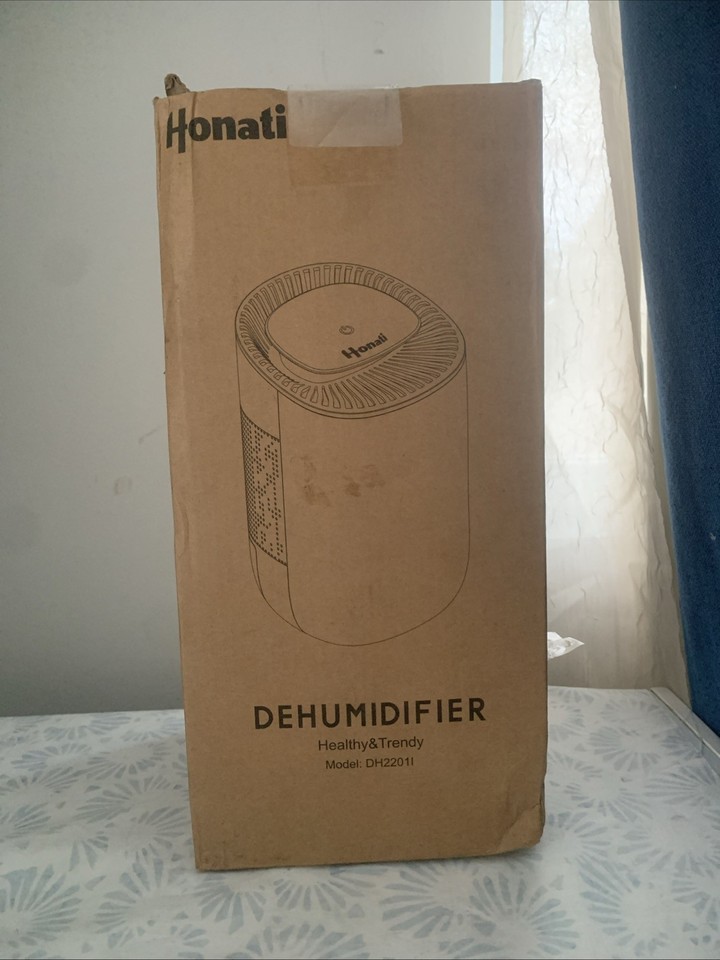 Honati
Honati
DEHUMIDIFIER
Healthy&Trendy
Model: DH2201I